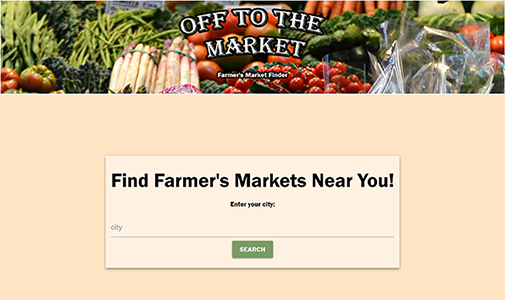 OFF TO THE
MARKET
Farmer's Market Finder
Find Farmer's Markets Near You!
Enter your city:
city
SEARCH